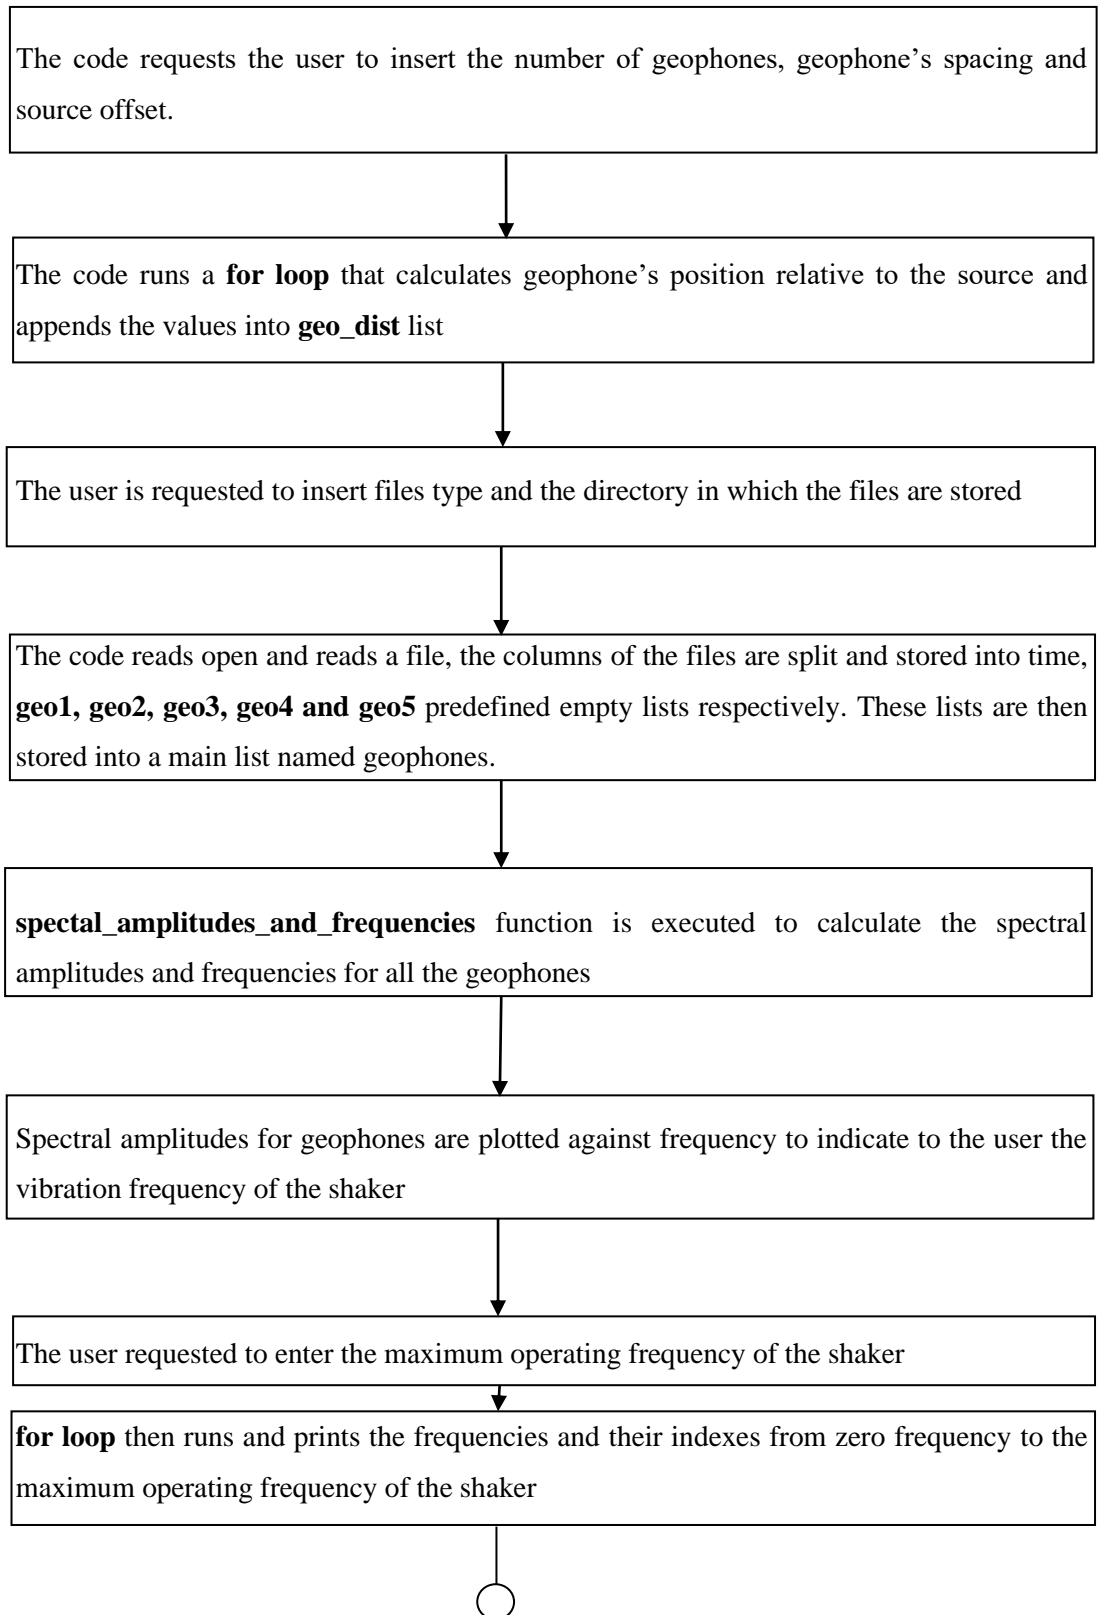 The code requests the user to insert the number of geophones, geophone’s spacing and
source offset.
The code runs a for loop that calculates geophone’s position relative to the source and
appends the values into geo_dist list
The user is requested to insert files type and the directory in which the files are stored
The code reads open and reads a file, the columns of the files are split and stored into time,
geo1, geo2, geo3, geo4 and geo5 predefined empty lists respectively. These lists are then
stored into a main list named geophones.
spectal_amplitudes_and_frequencies function is executed to calculate the spectral
amplitudes and frequencies for all the geophones
Spectral amplitudes for geophones are plotted against frequency to indicate to the user the
vibration frequency of the shaker
The user requested to enter the maximum operating frequency of the shaker
for loop then runs and prints the frequencies and their indexes from zero frequency to the
maximum operating frequency of the shaker